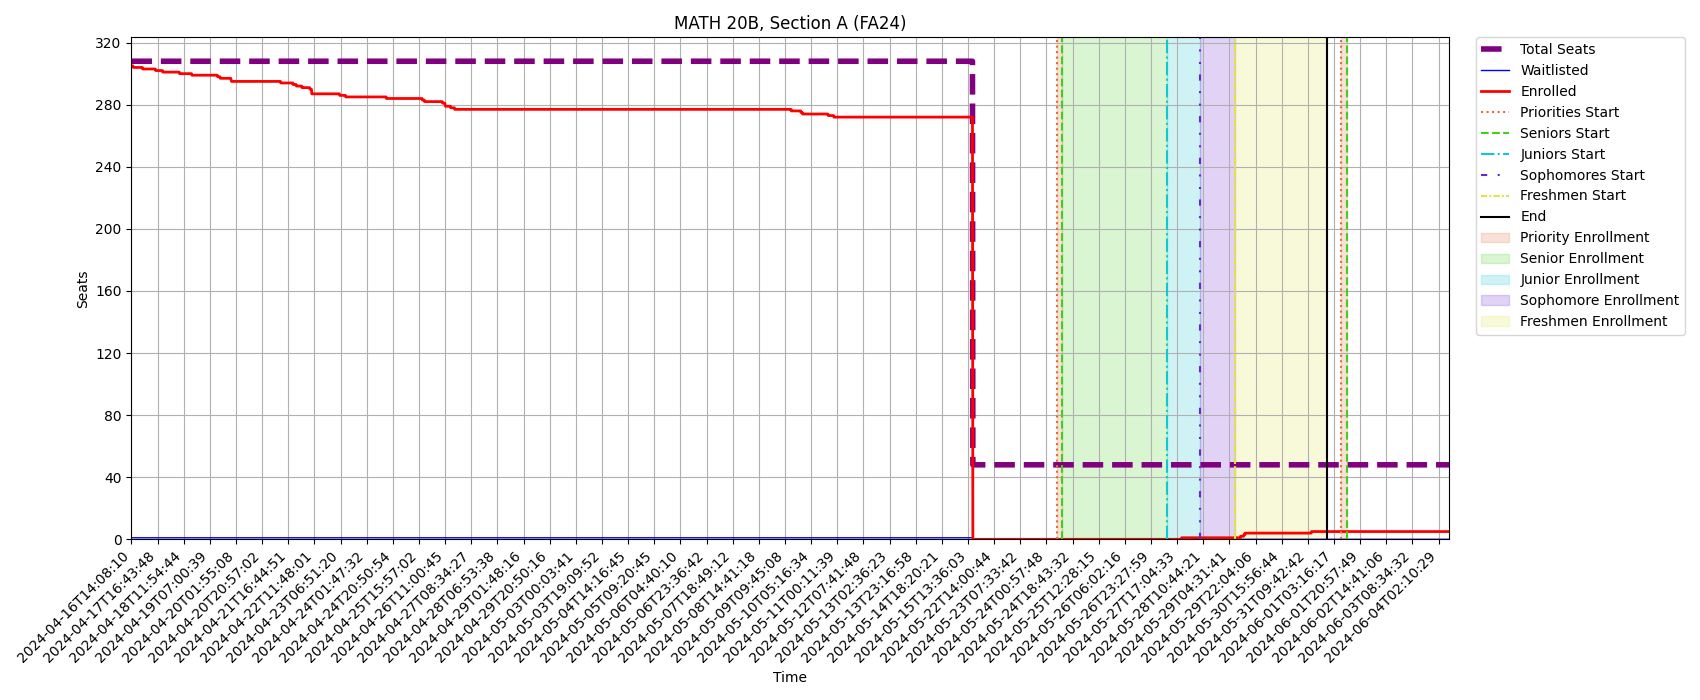 MATH 20B, Section A (FA24)
320
280
240
200
160
120
80
40
0
Seats
2024-04-16T14:08:10
2024-04-17T16:43:48
2024-04-18T11:54:44
2024-04-19T07:00:39
2024-04-20T01:55:08
2024-04-20T20:57:02
2024-04-21T16:44:51
2024-04-22T11:48:01
2024-04-23T06:51:20
2024-04-24T01:47:32
2024-04-24T20:50:54
2024-04-25T15:57:02
2024-04-26T11:00:45
2024-04-27T08:34:27
2024-04-28T06:53:38
2024-04-29T01:48:16
2024-04-29T20:50:16
2024-05-03T00:03:41
2024-05-03T19:09:52
2024-05-04T14:16:45
2024-05-05T09:20:45
2024-05-06T04:40:10
2024-05-06T23:36:42
2024-05-07T18:49:12
2024-05-08T14:41:18
2024-05-09T09:45:08
2024-05-10T05:16:34
2024-05-11T00:11:39
2024-05-12T07:41:48
2024-05-13T02:36:23
2024-05-13T23:16:58
2024-05-14T18:20:21
2024-05-15T13:36:03
2024-05-22T14:00:44
2024-05-23T07:33:42
2024-05-24T00:57:48
2024-05-24T18:43:32
2024-05-25T12:28:15
2024-05-26T06:02:16
2024-05-26T23:27:59
2024-05-27T17:04:33
2024-05-28T10:44:21
2024-05-29T04:31:41
2024-05-29T22:04:06
2024-05-30T15:56:44
2024-05-31T09:42:42
2024-06-01T03:16:17
2024-06-01T20:57:49
2024-06-02T14:41:06
2024-06-03T08:34:32
2024-06-04T02:10:29
Time
Total Seats
Waitlisted
Enrolled
Priorities Start
Seniors Start
Juniors Start
Sophomores Start
Freshmen Start
End
Priority Enrollment
Senior Enrollment
Junior Enrollment
Sophomore Enrollment
Freshmen Enrollment